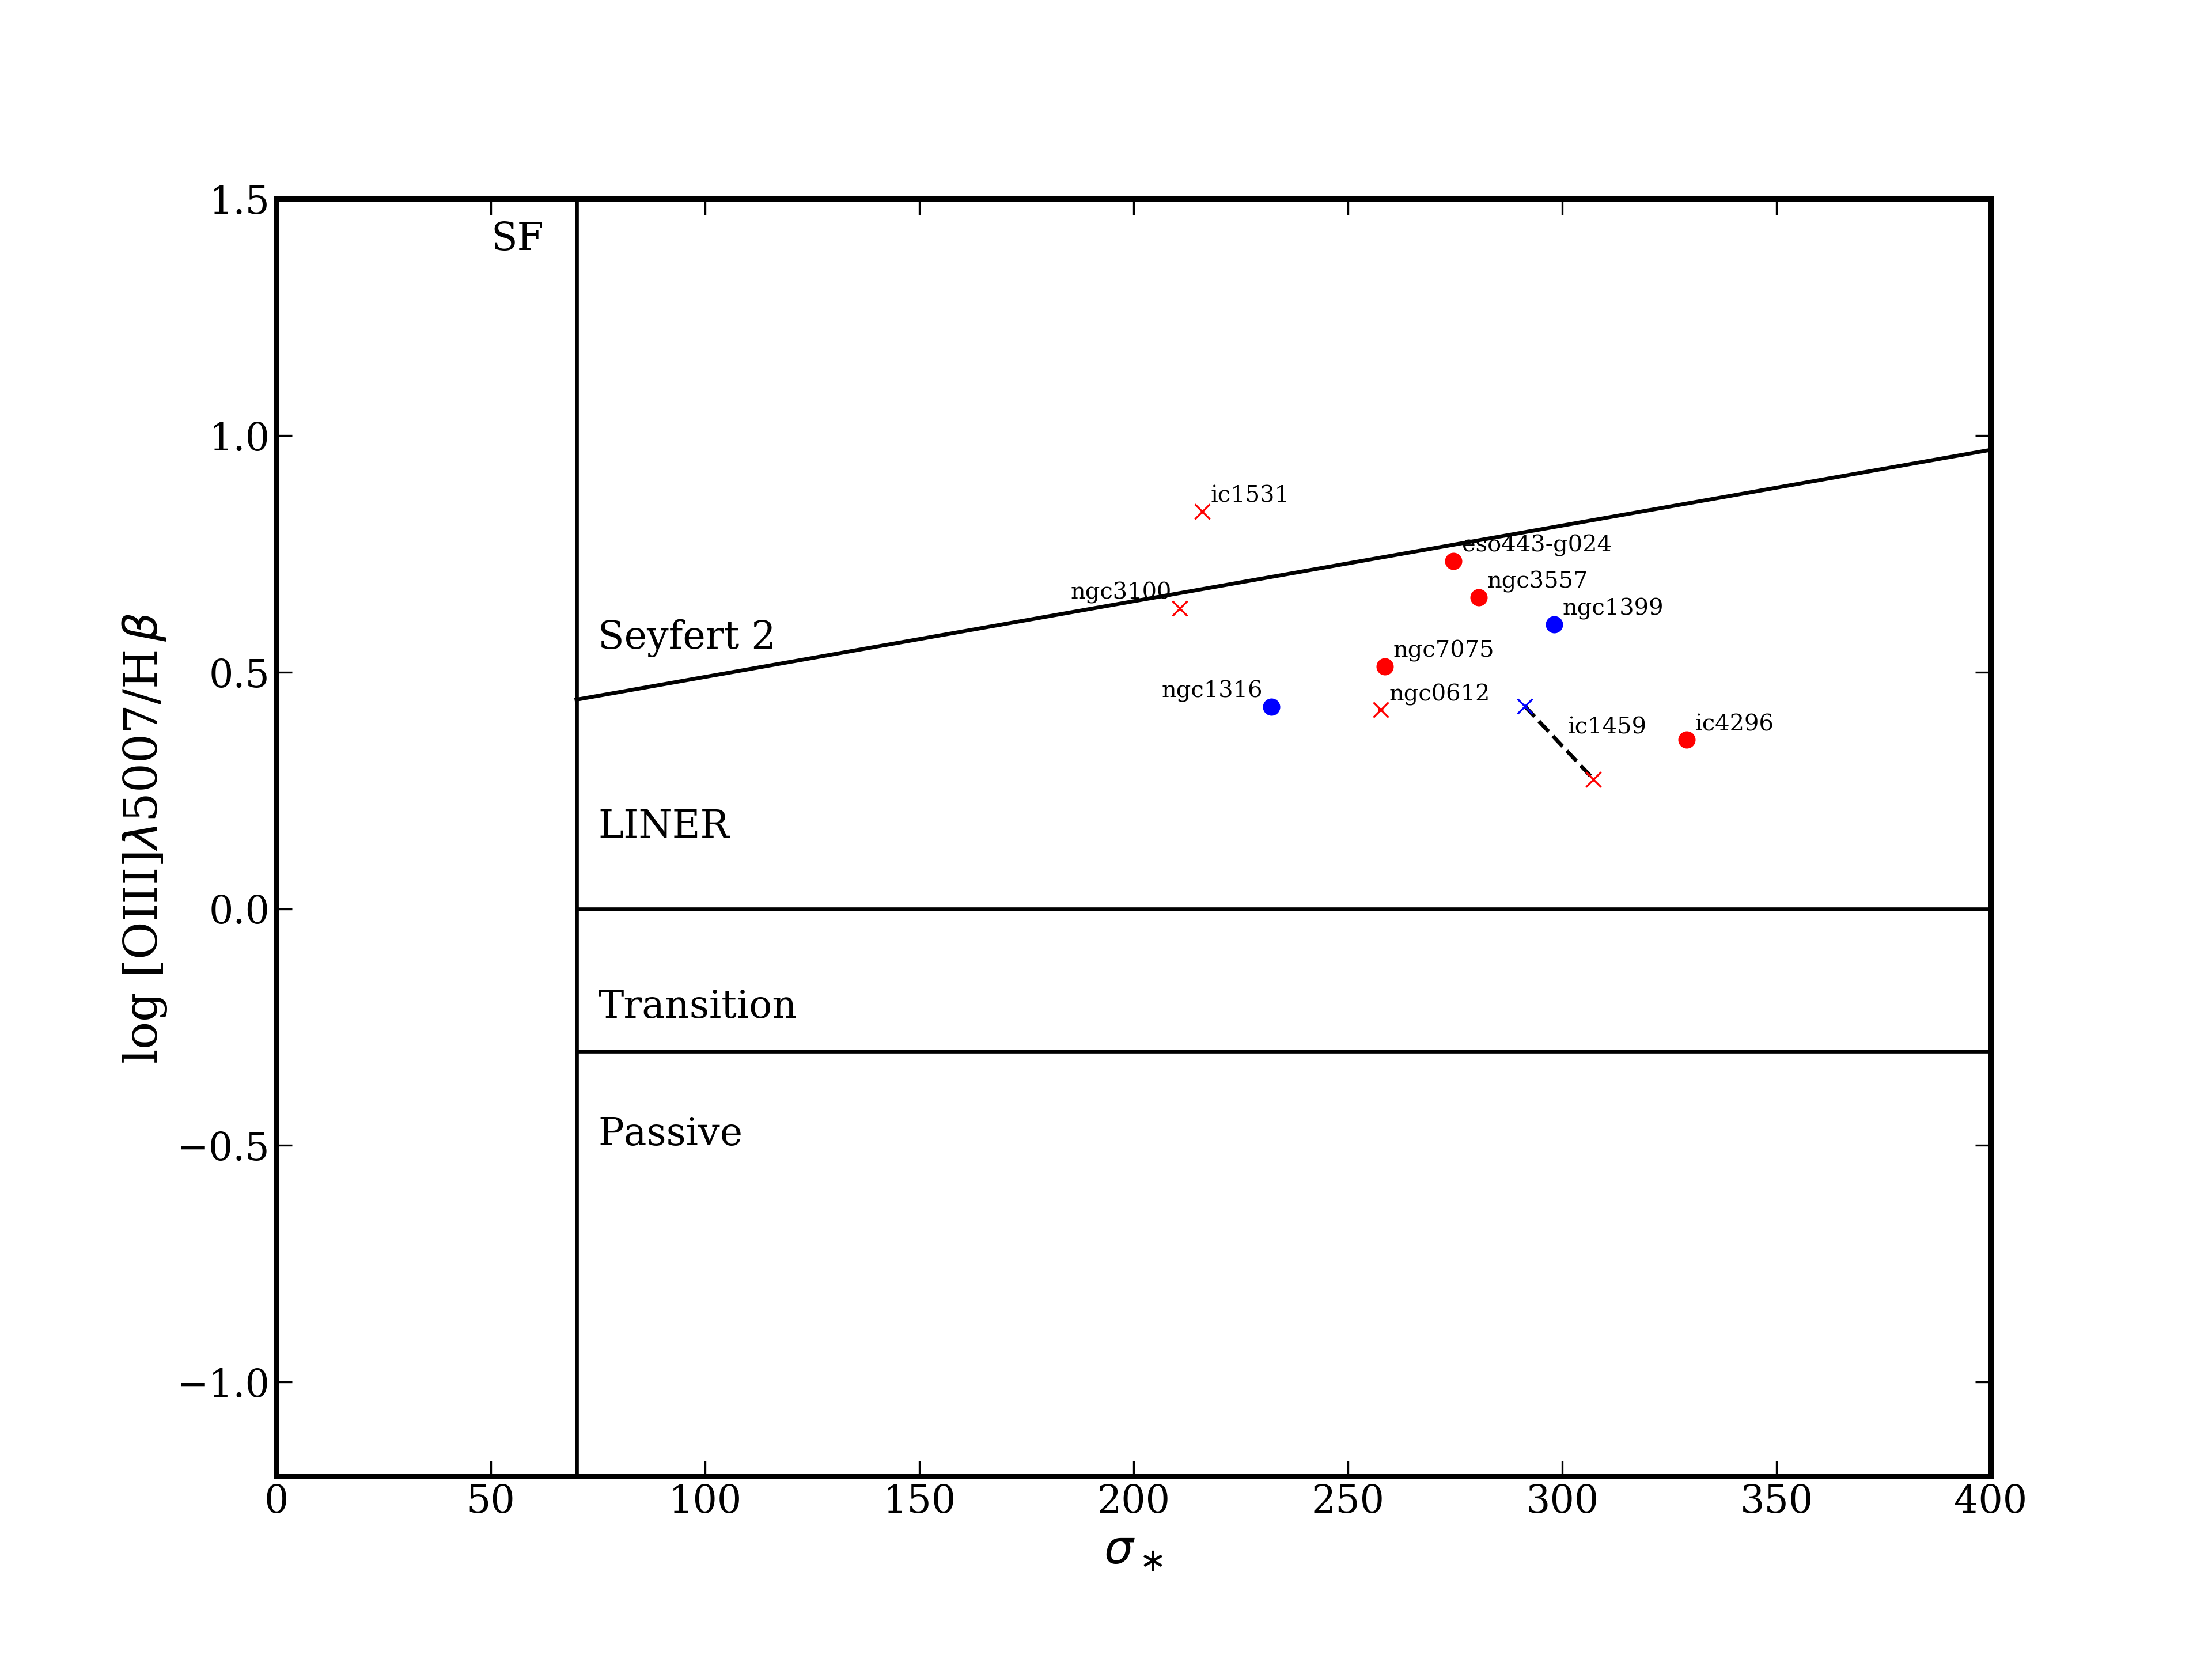 1.5
SF
1.0
ic1531
eso443-g024
ngc3557
ngc3100
ngc1399
Seyfert 2
ngc7075
0.5
ngc1316
ngc0612
ic1459
ic4296
LINER
0.0
Transition
Passive
−0.5
−1.0
log [OIII]λ5007/H β
0 50 100 150 200 250 300 350 400
σ*